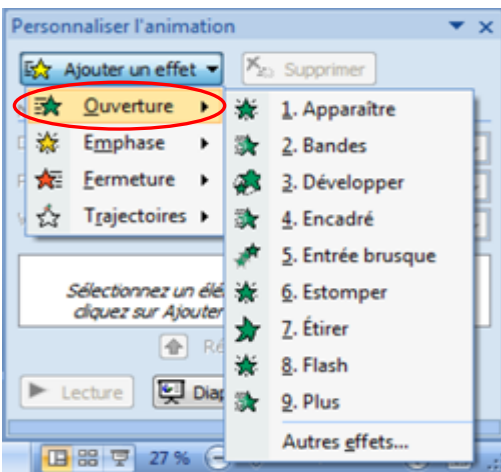 Personnaliser l'animation
Ajouter un effet
Supprimer
Ouverture
Emphase
Fermeture
Trajectoires
1. Apparaître
2. Bandes
3. Développer
4. Encadré
5. Entrée brusque
6. Estomper
7. Étirer
8. Flash
9. Plus
Autres effets...
Sélectionnez un
cliquez sur Ajouter
Lecture
27 %